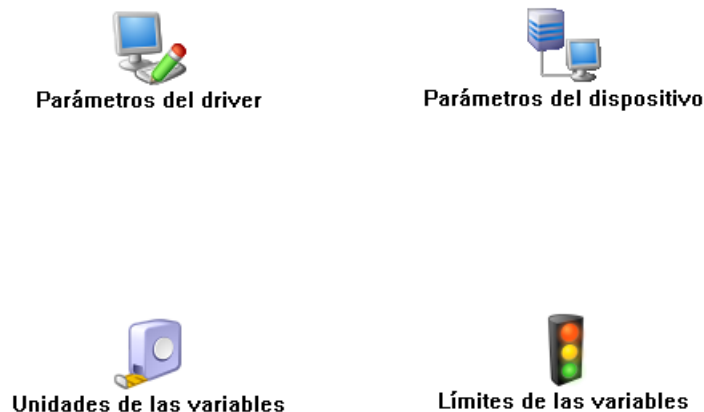 Parámetros del driver
Parámetros del dispositivo
Unidades de las variables
Límites de las variables